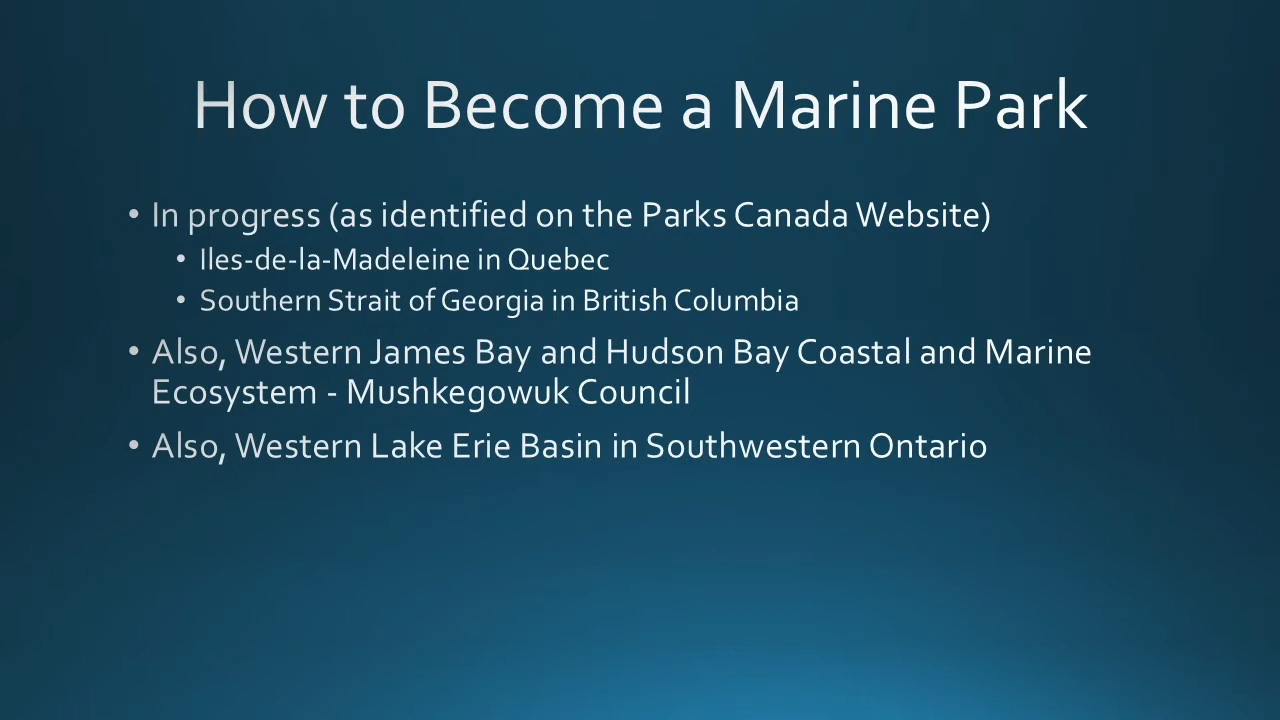 How to Become a Marine Park
• In progress (as identified on the Parks Canada Website)
• Iles-de-la-Madeleine in Quebec
• Southern Strait of Georgia in British Columbia
• Also, Western James Bay and Hudson Bay Coastal and Marine
Ecosystem - Mushkegowuk Council
• Also, Western Lake Erie Basin in Southwestern Ontario